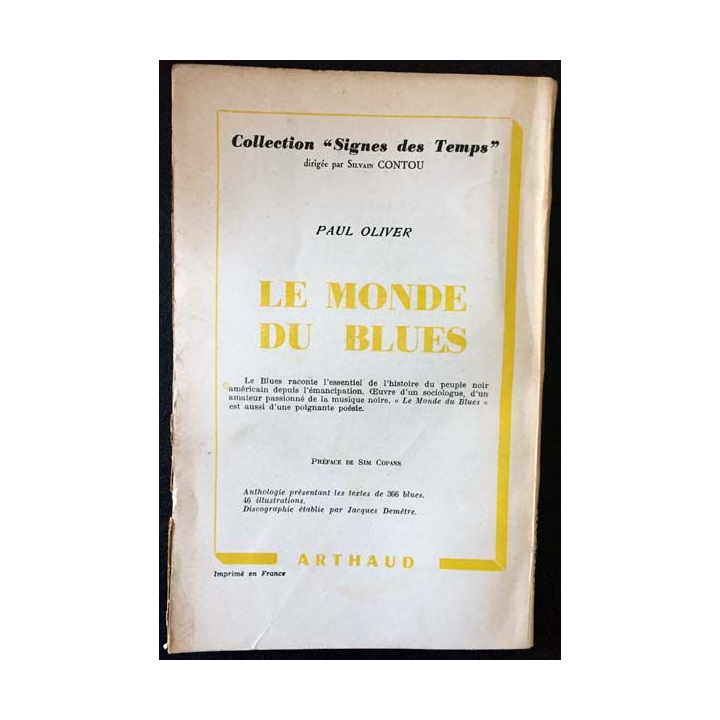 Collection “Signes des Temps”
dirigée par Silvain CONTOU
PAUL OLIVER
LE MONDE
DU BLUES
Le Blues raconte l'essentiel de l'histoire du peuple noir
américain depuis l'émancipation. Œuvre d'un sociologue, d'un
amateur passionné de la musique noire, « Le Monde du Blues »
est aussi d'une poignante poésie.
Préface de Sim Copans
Anthologie présentant les textes de 366 blues.
46 illustrations.
Discographie établie par Jacques Demêtre.
ARTHAUD
Imprimé en France